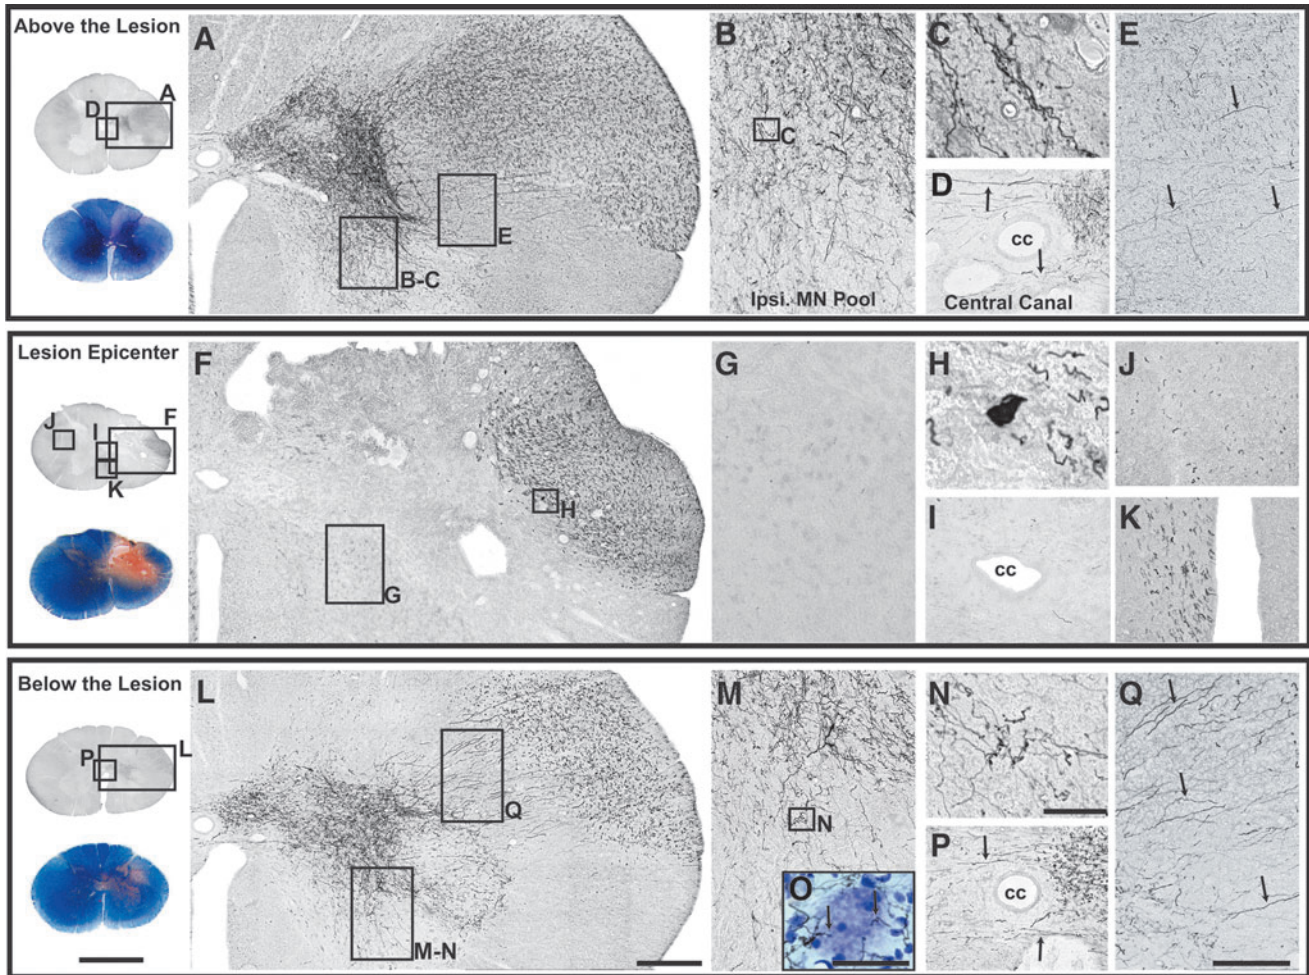 Above the Lesion
A
D
A
B-C
E
B
C
Ipsi. MN Pool
C
D
cc
Central Canal
E
Lesion Epicenter
J
I
F
K
F
H
G
G
H
I
cc
J
K
Below the Lesion
P
L
L
Q
M-N
M
N
O
N
P
cc
Q